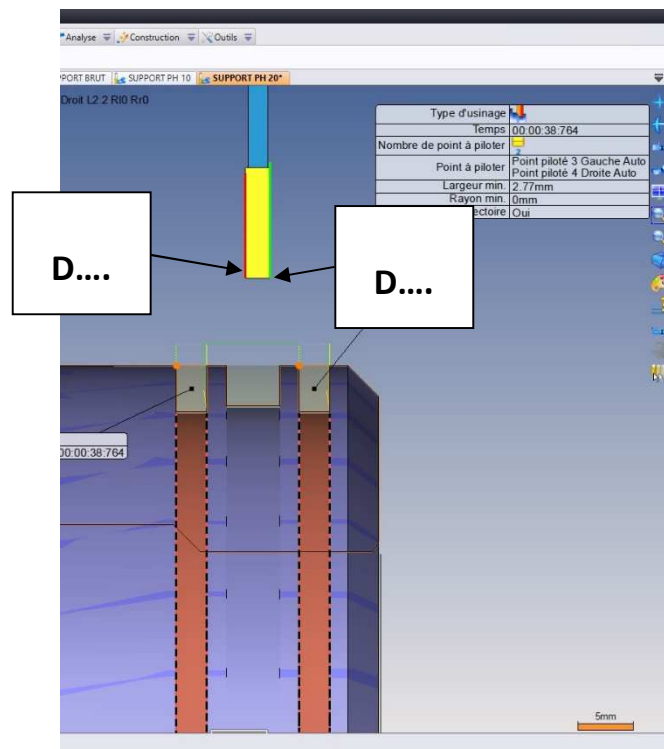 Analyse Construction Outils
PPORT BRUT SUPPORT PH 10 SUPPORT PH 20*
Droit L2.2 Rl0 Rr0
Type d'usinage
Temps 00:00:38:764
Nombre de point à piloter 2
Point à piloter Point piloté 3 Gauche Auto
Point piloté 4 Droite Auto
Largeur min. 2.77mm
Rayon min. 0mm
ectoire Oui
D....
D....
00:00:38:764
5mm